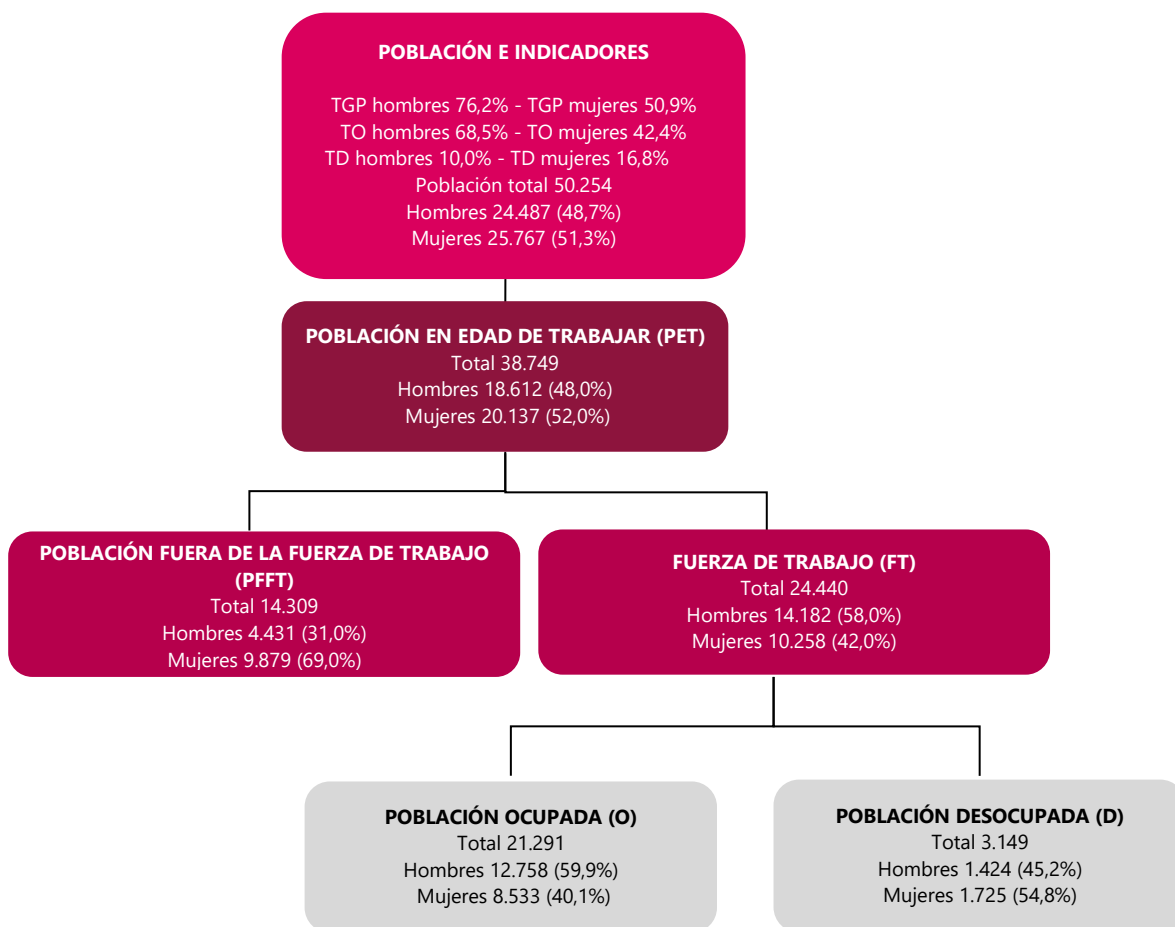 POBLACIÓN E INDICADORES
TGP hombres 76,2% - TGP mujeres 50,9%
TO hombres 68,5% - TO mujeres 42,4%
TD hombres 10,0% - TD mujeres 16,8%
Población total 50.254
Hombres 24.487 (48,7%)
Mujeres 25.767 (51,3%)
POBLACIÓN EN EDAD DE TRABAJAR (PET)
Total 38.749
Hombres 18.612 (48,0%)
Mujeres 20.137 (52,0%)
POBLACIÓN FUERA DE LA FUERZA DE TRABAJO
(PFFT)
Total 14.309
Hombres 4.431 (31,0%)
Mujeres 9.879 (69,0%)
FUERZA DE TRABAJO (FT)
Total 24.440
Hombres 14.182 (58,0%)
Mujeres 10.258 (42,0%)
POBLACIÓN OCUPADA (O)
Total 21.291
Hombres 12.758 (59,9%)
Mujeres 8.533 (40,1%)
POBLACIÓN DESOCUPADA (D)
Total 3.149
Hombres 1.424 (45,2%)
Mujeres 1.725 (54,8%)